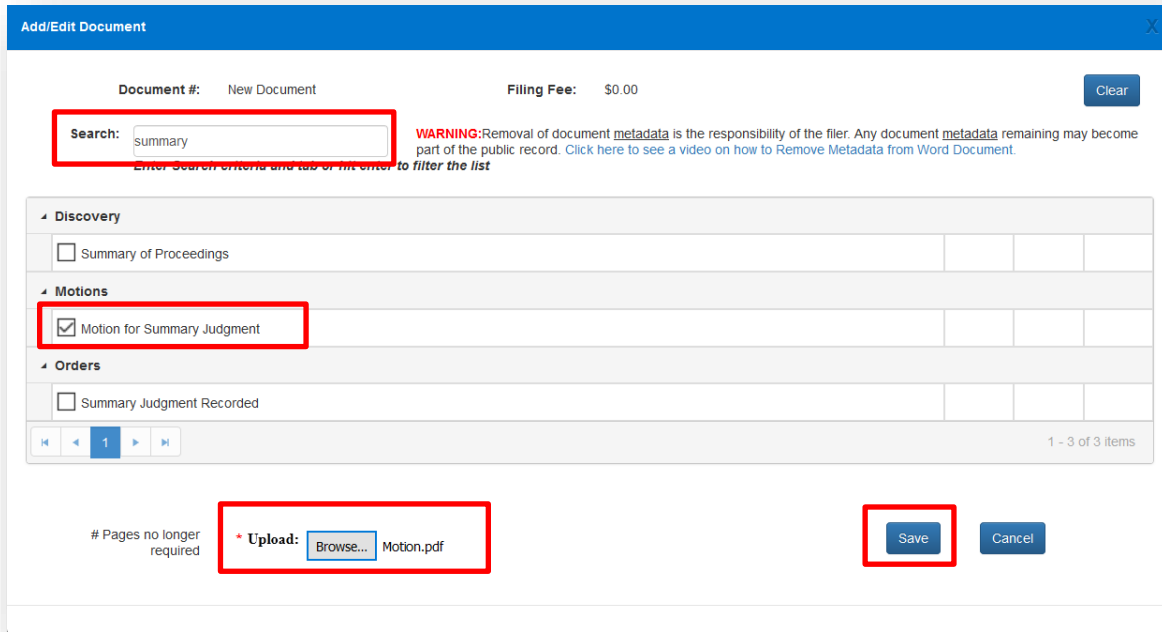 Add/Edit Document
X
Document #: New Document Filing Fee: $0.00 Clear
Search: summary
WARNING:Removal of document metadata is the responsibility of the filer. Any document metadata remaining may become
part of the public record. Click here to see a video on how to Remove Metadata from Word Document.
Enter Search criteria and tab or hit enter to filter the list
Discovery
Summary of Proceedings
Motions
Motion for Summary Judgment
Orders
Summary Judgment Recorded
1
1 - 3 of 3 items
# Pages no longer
required
* Upload: Browse... Motion.pdf
Save
Cancel